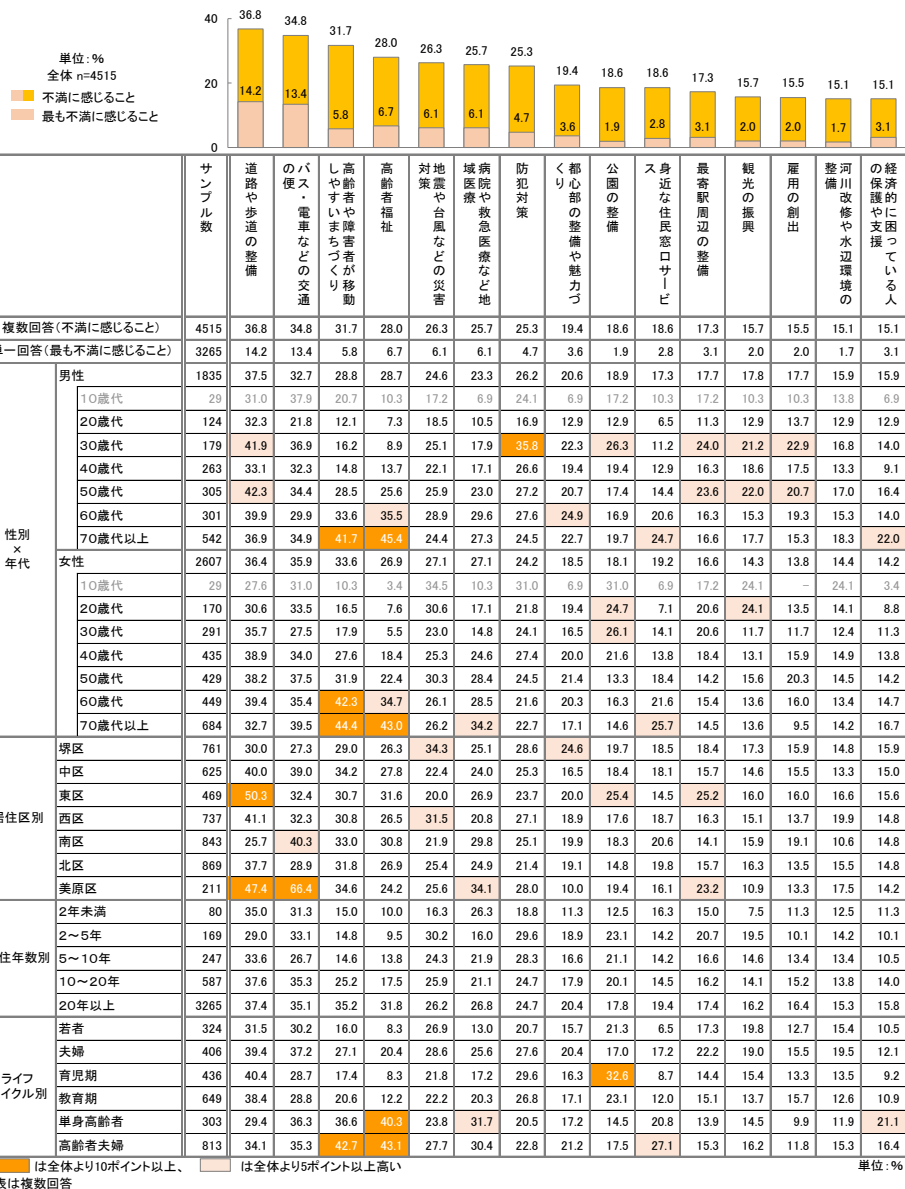 40
20
0
単位：％
全体 n=4515
不満に感じること
最も不満に感じること
36.8 34.8 31.7 28.0 26.3 25.7 25.3 19.4 18.6 18.6 17.3 15.7 15.5 15.1 15.1
14.2 13.4 5.8 6.7 6.1 6.1 4.7 3.6 1.9 2.8 3.1 2.0 2.0 1.7 3.1
サンプル数
道路や歩道の整備
バス・電車などの交通
の便
高齢者や障害者が移動
しやすいまちづくり
高齢者福祉
地震や台風などの災害
対策
病院や救急医療など地
域医療
防犯対策
都心部の整備や魅力づ
くり
公園の整備
身近な住民窓口サービ
ス
最寄駅周辺の整備
観光の振興
雇用の創出
河川改修や水辺環境の
整備
経済的に困っている人
の保護や支援
複数回答(不満に感じること) 4515 36.8 34.8 31.7 28.0 26.3 25.7 25.3 19.4 18.6 18.6 17.3 15.7 15.5 15.1 15.1
単一回答(最も不満に感じること) 3265 14.2 13.4 5.8 6.7 6.1 6.1 4.7 3.6 1.9 2.8 3.1 2.0 2.0 1.7 3.1
性別
×
年代
男性 1835 37.5 32.7 28.8 28.7 24.6 23.3 26.2 20.6 18.9 17.3 17.7 17.8 17.7 15.9 15.9
10歳代 29 31.0 37.9 20.7 10.3 17.2 6.9 24.1 6.9 17.2 10.3 17.2 10.3 10.3 13.8 6.9
20歳代 124 32.3 21.8 12.1 7.3 18.5 10.5 16.9 12.9 12.9 6.5 11.3 12.9 13.7 12.9 12.9
30歳代 179 41.9 36.9 16.2 8.9 25.1 17.9 35.8 22.3 26.3 11.2 24.0 21.2 22.9 16.8 14.0
40歳代 263 33.1 32.3 14.8 13.7 22.1 17.1 26.6 19.4 19.4 12.9 16.3 18.6 17.5 13.3 9.1
50歳代 305 42.3 34.4 28.5 25.6 25.9 23.0 27.2 20.7 17.4 14.4 23.6 22.0 20.7 17.0 16.4
60歳代 301 39.9 29.9 33.6 35.5 28.9 29.6 27.6 24.9 16.9 20.6 16.3 15.3 19.3 15.3 14.0
70歳代以上 542 36.9 34.9 41.7 45.4 24.4 27.3 24.5 22.7 19.7 24.7 16.6 17.7 15.3 18.3 22.0
女性 2607 36.4 35.9 33.6 26.9 27.1 27.1 24.2 18.5 18.1 19.2 16.6 14.3 13.8 14.4 14.2
10歳代 29 27.6 31.0 10.3 3.4 34.5 10.3 31.0 6.9 31.0 6.9 17.2 24.1 － 24.1 3.4
20歳代 170 30.6 33.5 16.5 7.6 30.6 17.1 21.8 19.4 24.7 7.1 20.6 24.1 13.5 14.1 8.8
30歳代 291 35.7 27.5 17.9 5.5 23.0 14.8 24.1 16.5 26.1 14.1 20.6 11.7 11.7 12.4 11.3
40歳代 435 38.9 34.0 27.6 18.4 25.3 24.6 27.4 20.0 21.6 13.8 18.4 13.1 15.9 14.9 13.8
50歳代 429 38.2 37.5 31.9 22.4 30.3 28.4 24.5 21.4 13.3 18.4 14.2 15.6 20.3 14.5 14.2
60歳代 449 39.4 35.4 42.3 34.7 26.1 28.5 21.6 20.3 16.3 21.6 15.4 13.6 16.0 13.4 14.7
70歳代以上 684 32.7 39.5 44.4 43.0 26.2 34.2 22.7 17.1 14.6 25.7 14.5 13.6 9.5 14.2 16.7
居住区別
堺区 761 30.0 27.3 29.0 26.3 34.3 25.1 28.6 24.6 19.7 18.5 18.4 17.3 15.9 14.8 15.9
中区 625 40.0 39.0 34.2 27.8 22.4 24.0 25.3 16.5 18.4 18.1 15.7 14.6 15.5 13.3 15.0
東区 469 50.3 32.4 30.7 31.6 20.0 26.9 23.7 20.0 25.4 14.5 25.2 16.0 16.0 16.6 15.6
西区 737 41.1 32.3 30.8 26.5 31.5 20.8 27.1 18.9 17.6 18.7 16.3 15.1 13.7 19.9 14.8
南区 843 25.7 40.3 33.0 30.8 21.9 29.8 25.1 19.9 18.3 20.6 14.1 15.9 19.1 10.6 14.8
北区 869 37.7 28.9 31.8 26.9 25.4 24.9 21.4 19.1 14.8 19.8 15.7 16.3 13.5 15.5 14.8
美原区 211 47.4 66.4 34.6 24.2 25.6 34.1 28.0 10.0 19.4 16.1 23.2 10.9 13.3 17.5 14.2
住年数別
2年未満 80 35.0 31.3 15.0 10.0 16.3 26.3 18.8 11.3 12.5 16.3 15.0 7.5 11.3 12.5 11.3
2～5年 169 29.0 33.1 14.8 9.5 30.2 16.0 29.6 18.9 23.1 14.2 20.7 19.5 10.1 14.2 10.1
5～10年 247 33.6 26.7 14.6 13.8 24.3 21.9 28.3 16.6 21.1 14.2 16.6 14.6 13.4 13.4 10.5
10～20年 587 37.6 35.3 25.2 17.5 25.9 21.1 24.7 17.9 20.1 14.5 16.2 14.1 15.2 13.8 14.0
20年以上 3265 37.4 35.1 35.2 31.8 26.2 26.8 24.7 20.4 17.8 19.4 17.4 16.2 16.4 15.3 15.8
ライフ
イクル別
若者 324 31.5 30.2 16.0 8.3 26.9 13.0 20.7 15.7 21.3 6.5 17.3 19.8 12.7 15.4 10.5
夫婦 406 39.4 37.2 27.1 20.4 28.6 25.6 27.6 20.4 17.0 17.2 22.2 19.0 15.5 19.5 12.1
育児期 436 40.4 28.7 17.4 8.3 21.8 17.2 29.6 16.3 32.6 8.7 14.4 15.4 13.3 13.5 9.2
教育期 649 38.4 28.8 20.6 12.2 22.2 20.3 26.8 17.1 23.1 12.0 15.1 13.7 15.7 12.6 10.9
単身高齢者 303 29.4 36.3 36.6 40.3 23.8 31.7 20.5 17.2 14.5 20.8 13.9 14.5 9.9 11.9 21.1
高齢者夫婦 813 34.1 35.3 42.7 43.1 27.7 30.4 22.8 21.2 17.5 27.1 15.3 16.2 11.8 15.3 16.4
は全体より10ポイント以上、 は全体より5ポイント以上高い 単位：％
表は複数回答